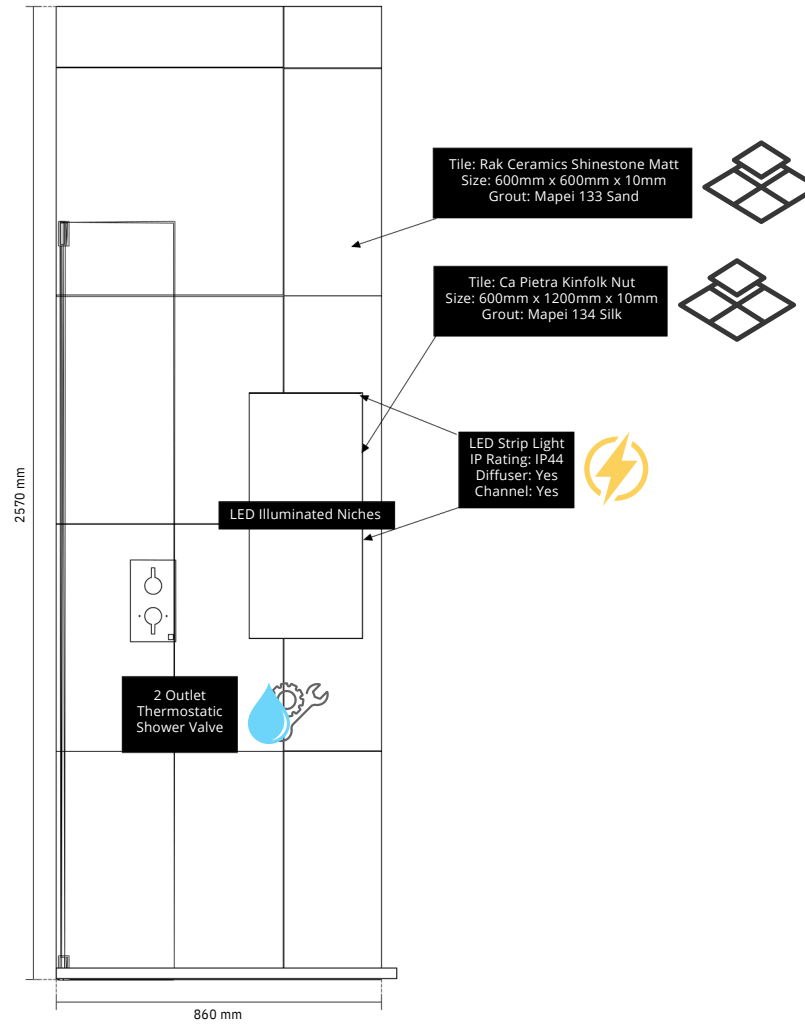 Tile: Rak Ceramics Shinestone Matt
Size: 600mm x 600mm x 10mm
Grout: Mapei 133 Sand
Tile: Ca Pietra Kinfolk Nut
Size: 600mm x 1200mm x 10mm
Grout: Mapei 134 Silk
LED Strip Light
IP Rating: IP44
Diffuser: Yes
Channel: Yes
LED Illuminated Niches
2570 mm
2 Outlet
Thermostatic
Shower Valve
860 mm